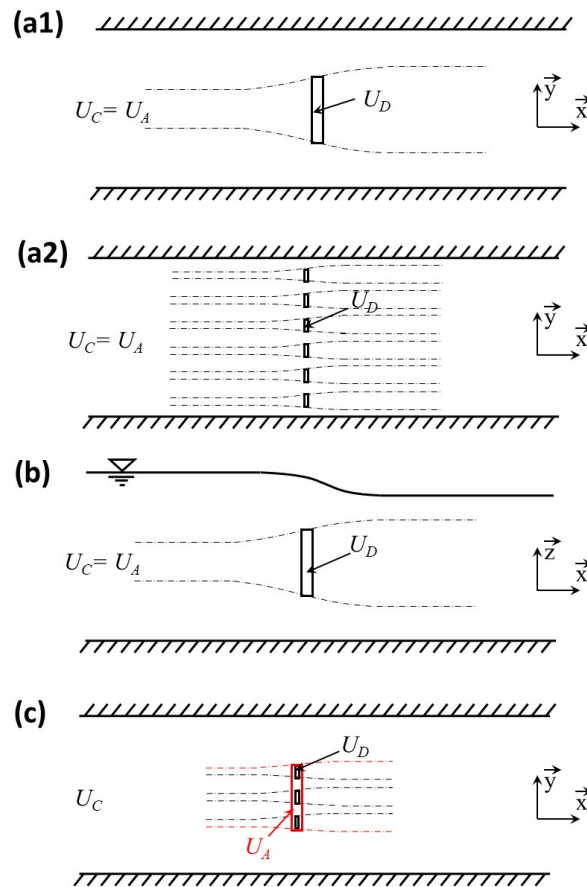 (a1)
U_C = U_A
U_D
y
x
(a2)
U_D
U_C = U_A
y
x
(b)
U_D
U_C = U_A
z
x
(c)
U_D
U_C
U_A
y
x